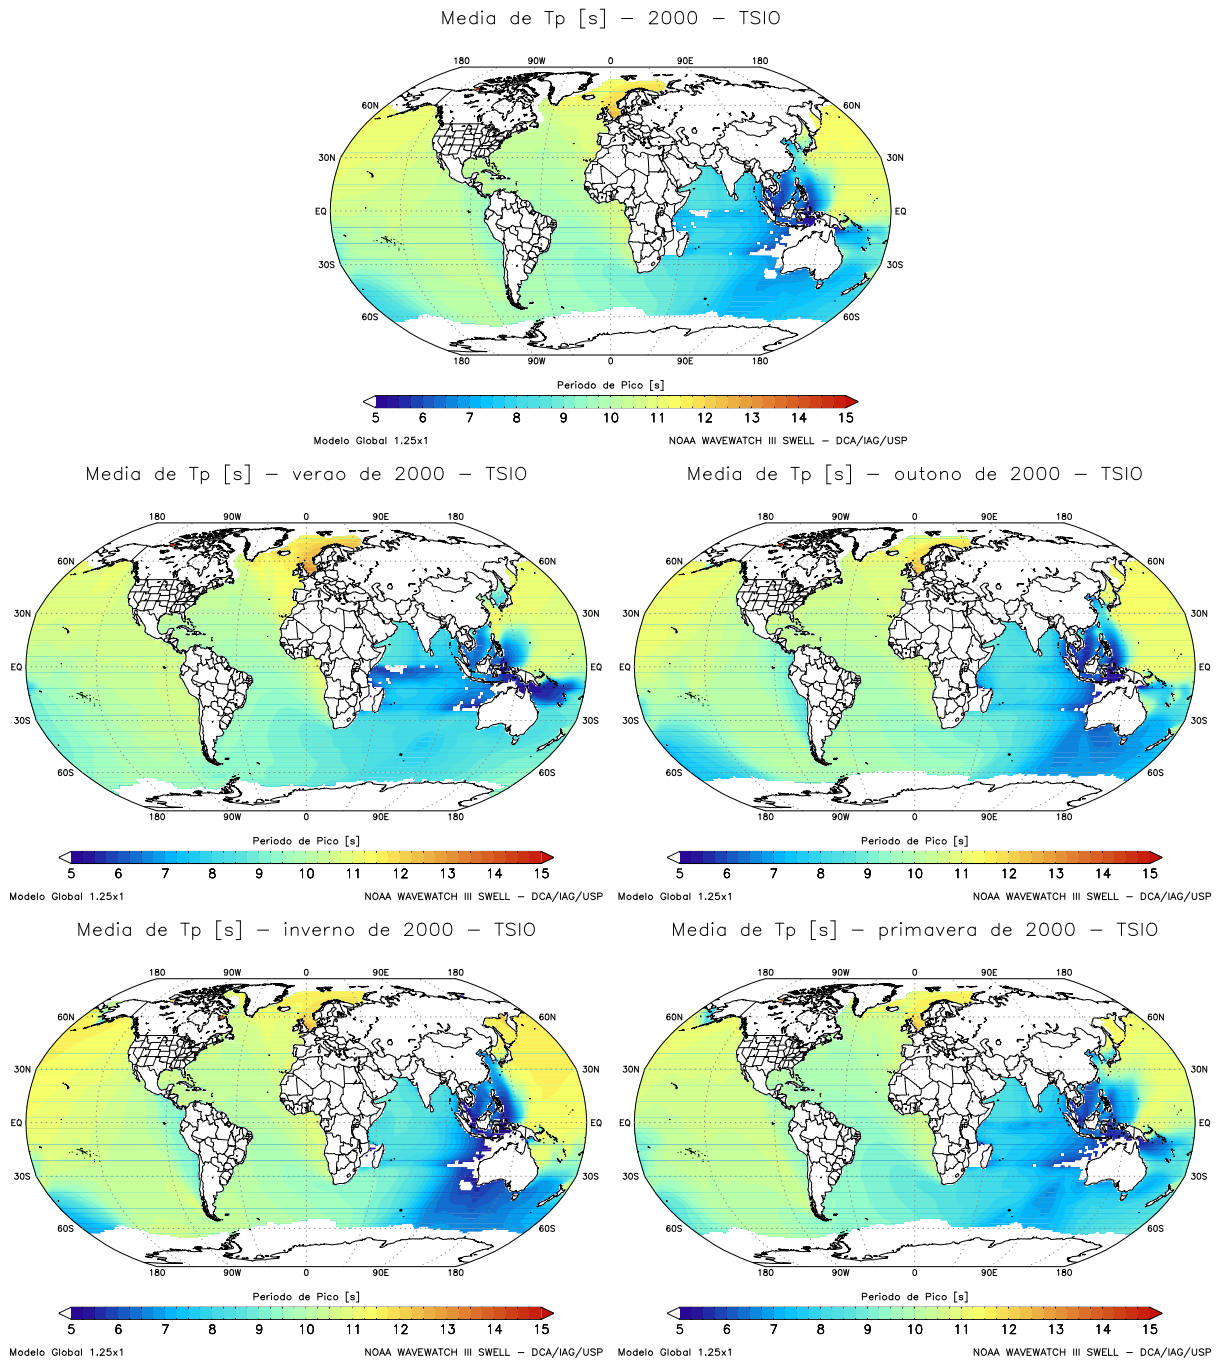 Media de Tp [s] – 2000 – TSIO
180 90W 0 90E 180
60N 60N
30N 30N
EQ EQ
30S 30S
60S 60S
180 90W 0 90E 180
Periodo de Pico [s]
5 6 7 8 9 10 11 12 13 14 15
Modelo Global 1.25x1 NOAA WAVEWATCH III SWELL – DCA/IAG/USP
Media de Tp [s] – verao de 2000 – TSIO
180 90W 0 90E 180
60N 60N
30N 30N
EQ EQ
30S 30S
60S 60S
180 90W 0 90E 180
Periodo de Pico [s]
5 6 7 8 9 10 11 12 13 14 15
Modelo Global 1.25x1 NOAA WAVEWATCH III SWELL – DCA/IAG/USP
Media de Tp [s] – outono de 2000 – TSIO
180 90W 0 90E 180
60N 60N
30N 30N
EQ EQ
30S 30S
60S 60S
180 90W 0 90E 180
Periodo de Pico [s]
5 6 7 8 9 10 11 12 13 14 15
Modelo Global 1.25x1 NOAA WAVEWATCH III SWELL – DCA/IAG/USP
Media de Tp [s] – inverno de 2000 – TSIO
180 90W 0 90E 180
60N 60N
30N 30N
EQ EQ
30S 30S
60S 60S
180 90W 0 90E 180
Periodo de Pico [s]
5 6 7 8 9 10 11 12 13 14 15
Modelo Global 1.25x1 NOAA WAVEWATCH III SWELL – DCA/IAG/USP
Media de Tp [s] – primavera de 2000 – TSIO
180 90W 0 90E 180
60N 60N
30N 30N
EQ EQ
30S 30S
60S 60S
180 90W 0 90E 180
Periodo de Pico [s]
5 6 7 8 9 10 11 12 13 14 15
Modelo Global 1.25x1 NOAA WAVEWATCH III SWELL – DCA/IAG/USP